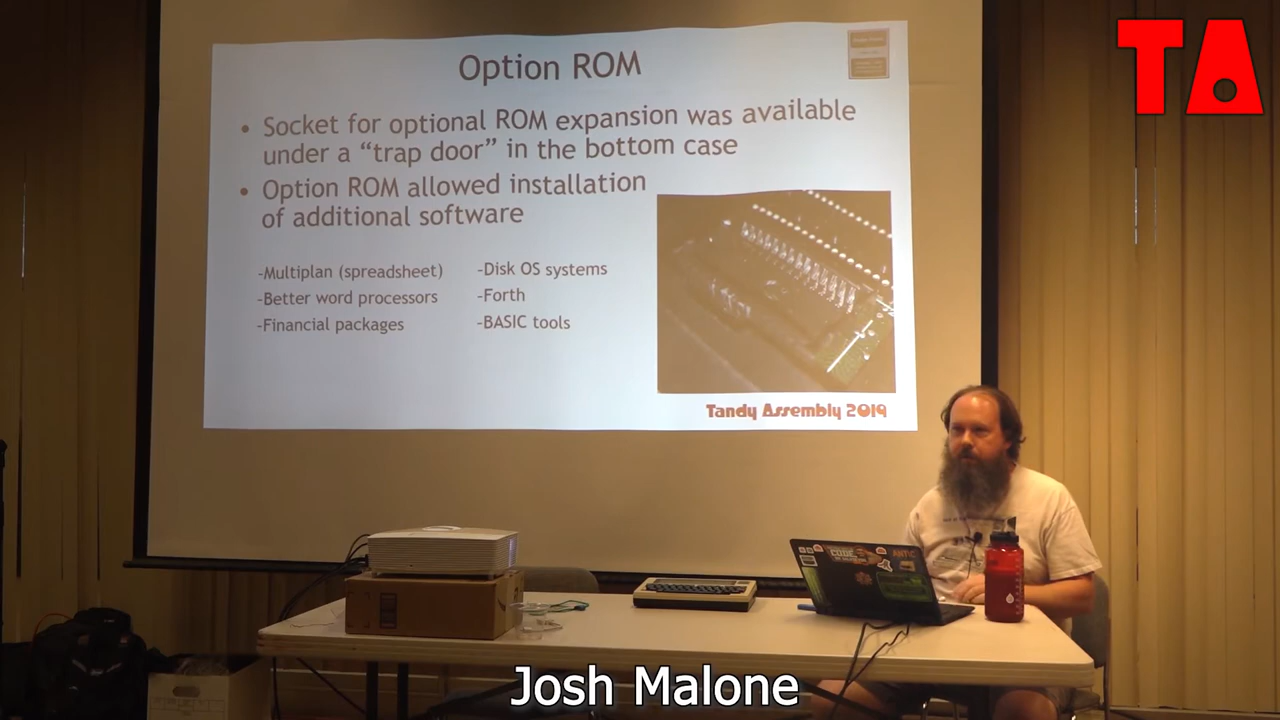 TA
Option ROM
• Socket for optional ROM expansion was available
under a “trap door” in the bottom case
• Option ROM allowed installation
of additional software
-Multiplan (spreadsheet)
-Better word processors
-Financial packages
-Disk OS systems
-Forth
-BASIC tools
Tandy Assembly 2019
CODE
ANTIC
Josh Malone